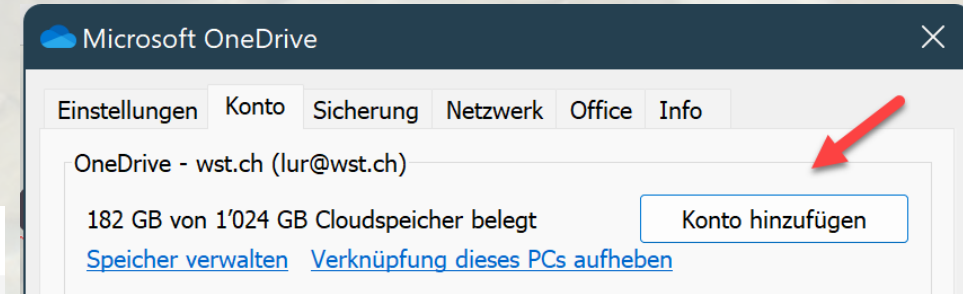 Microsoft OneDrive
Einstellungen Konto Sicherung Netzwerk Office Info
OneDrive - wst.ch (lur@wst.ch)
182 GB von 1’024 GB Cloudspeicher belegt Konto hinzufügen
Speicher verwalten Verknüpfung dieses PCs aufheben